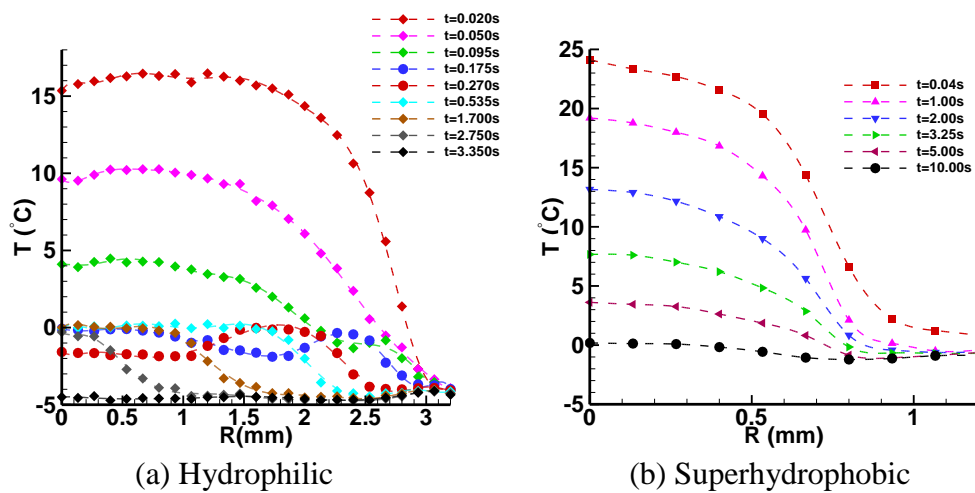 t=0.020s
t=0.050s
t=0.095s
t=0.175s
t=0.270s
t=0.535s
t=1.700s
t=2.750s
t=3.350s
T (°C)
15
10
5
0
-5
0 0.5 1 1.5 2 2.5 3
R(mm)
(a) Hydrophilic
t=0.04s
t=1.00s
t=2.00s
t=3.25s
t=5.00s
t=10.00s
T (°C)
25
20
15
10
5
0
-5
0 0.5 1
R (mm)
(b) Superhydrophobic